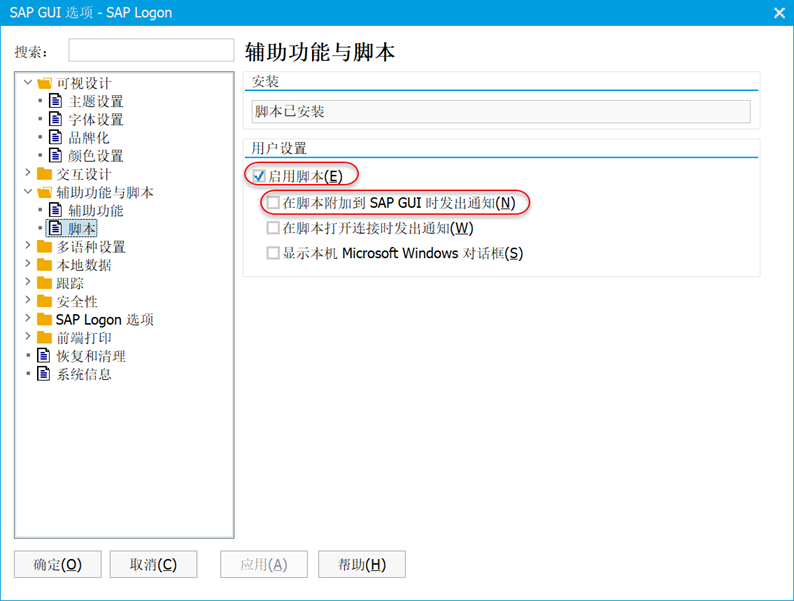 SAP GUI 选项 - SAP Logon
搜索:
辅助功能与脚本
可视设计
主题设置
字体设置
品牌化
颜色设置
交互设计
辅助功能与脚本
辅助功能
脚本
多语种设置
本地数据
跟踪
安全性
SAP Logon 选项
前端打印
恢复和清理
系统信息
安装
脚本已安装
用户设置
启用脚本(E)
在脚本附加到 SAP GUI 时发出通知(N)
在脚本打开连接时发出通知(W)
显示本机 Microsoft Windows 对话框(S)
确定(O)
取消(C)
应用(A)
帮助(H)